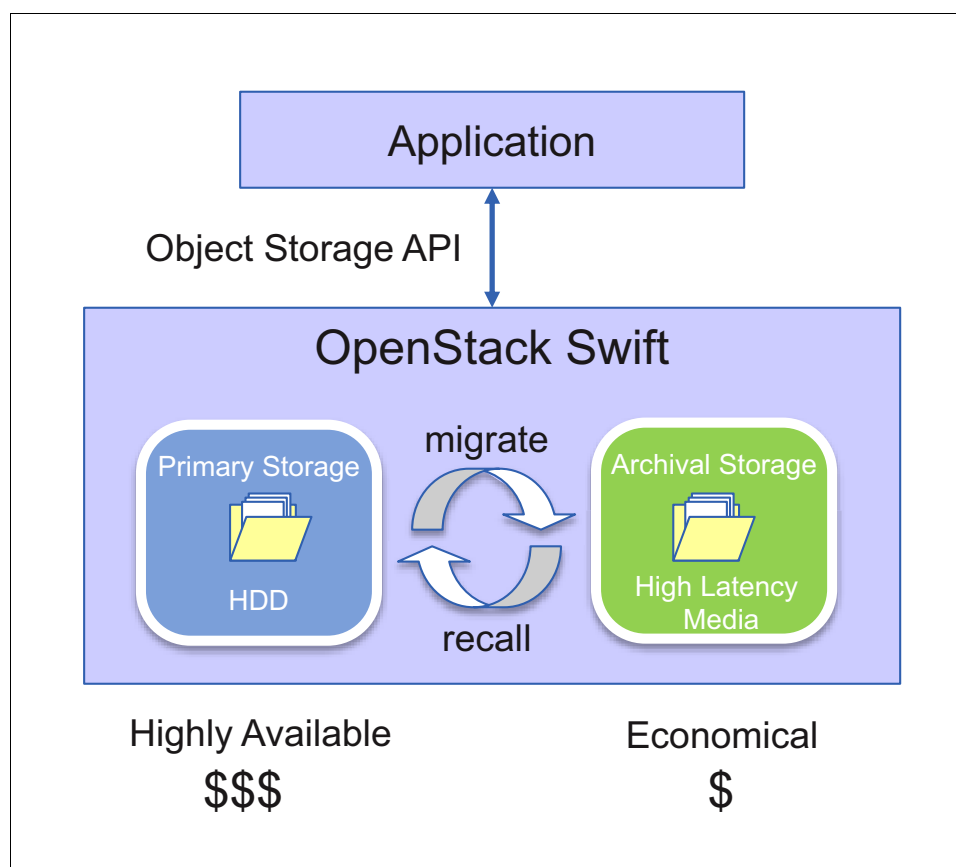 Application
Object Storage API
OpenStack Swift
migrate
Primary Storage
Archival Storage
HDD
High Latency
Media
recall
Highly Available
$$$
Economical
$